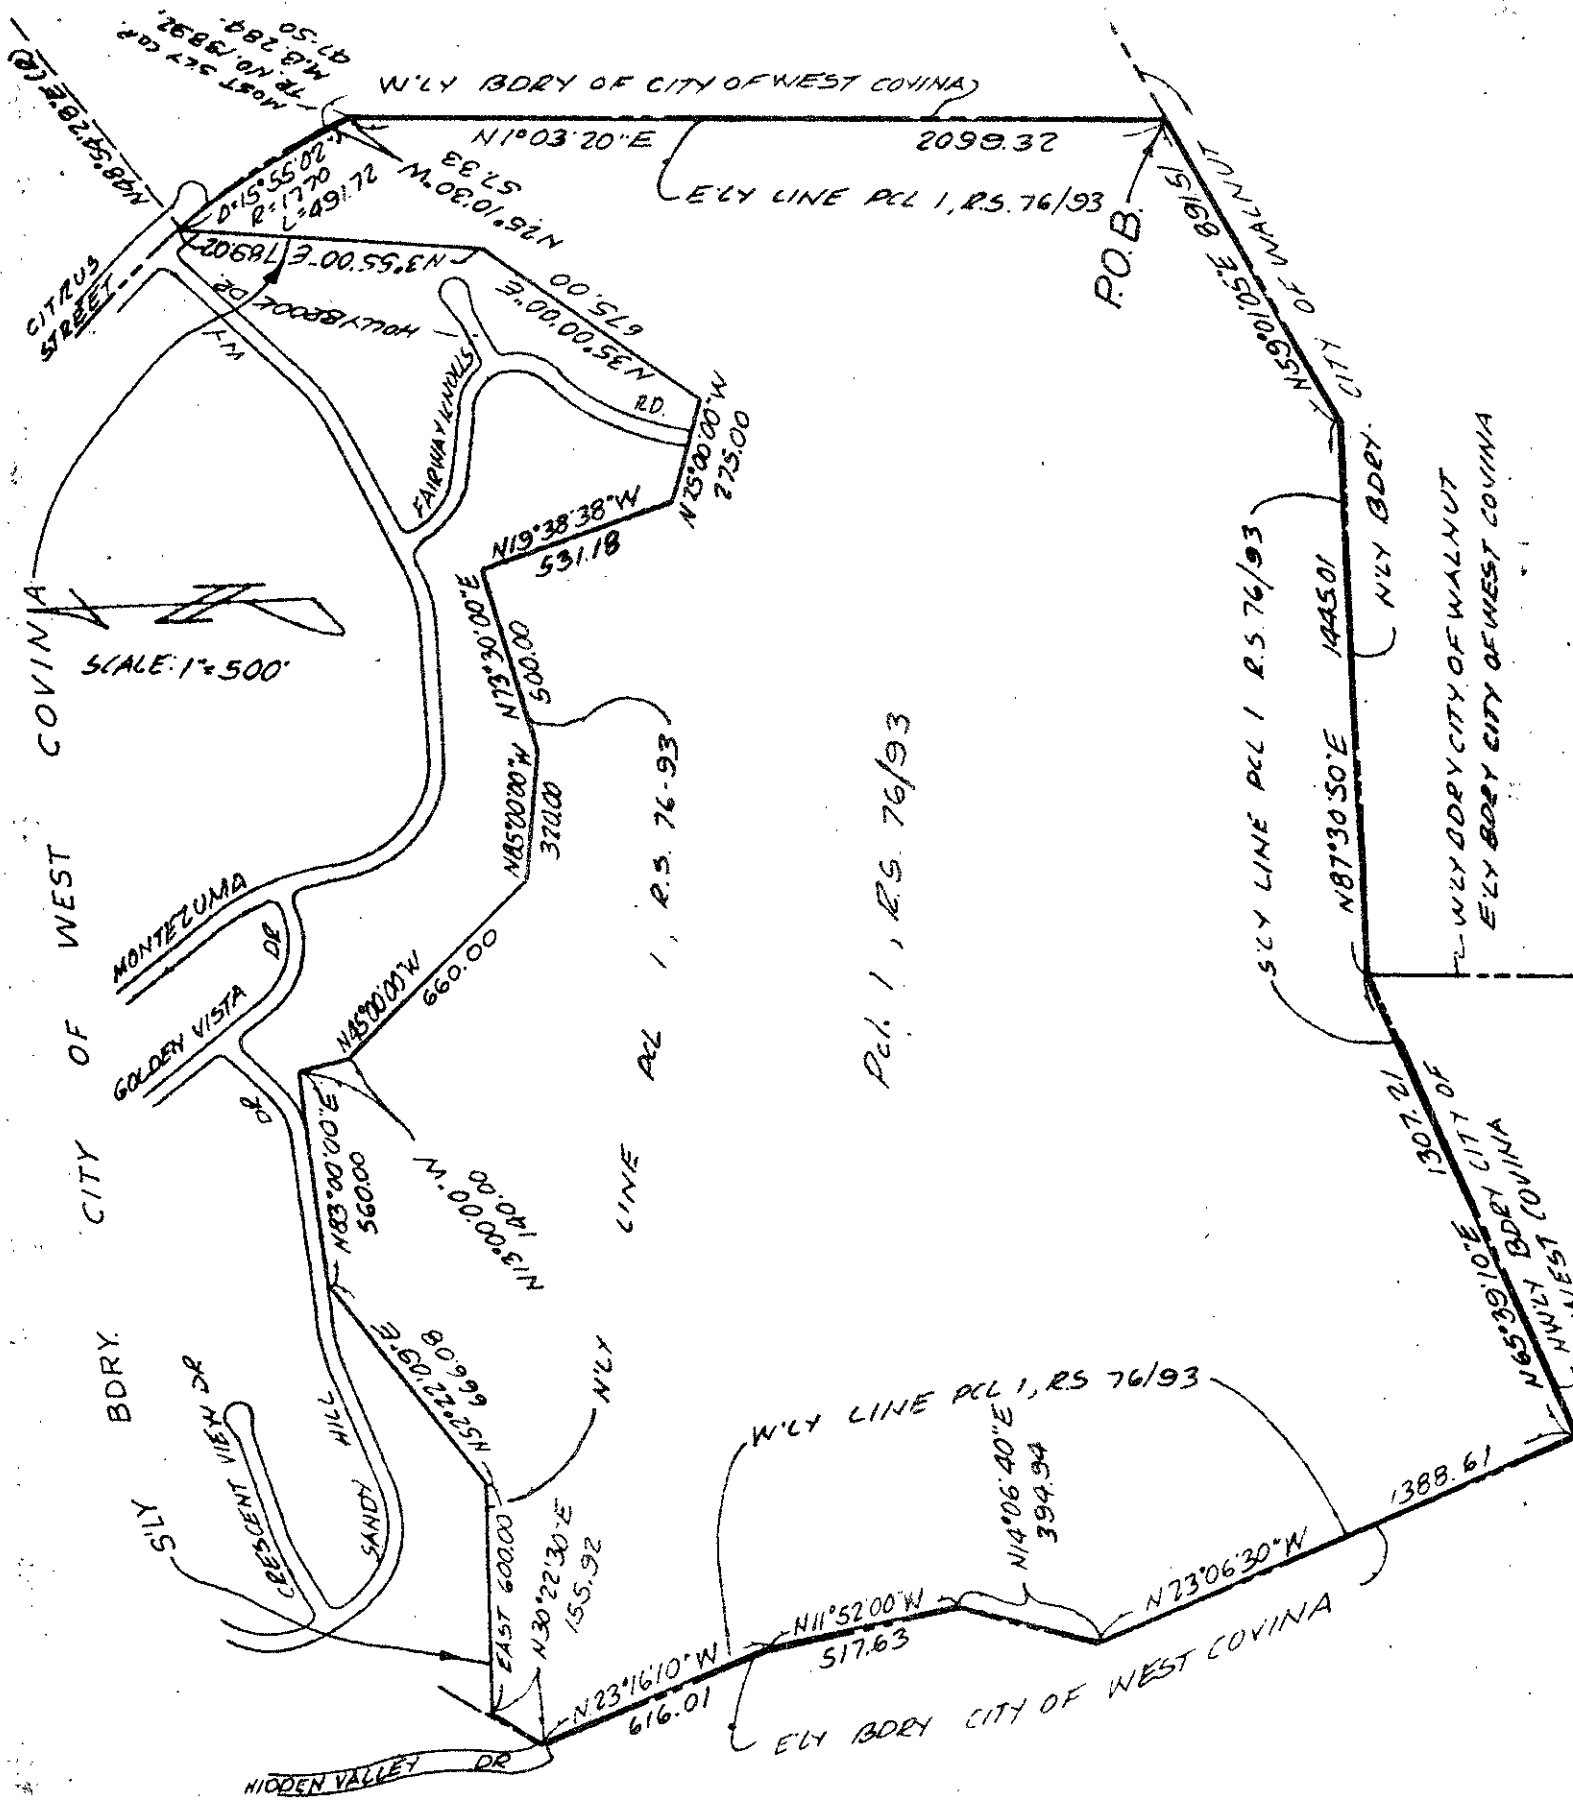 N48°54'28"E (R)
MOST SLY COR
TR. NO. 19892,
M.B. 289-
47-50
W'LY BDRY OF CITY OF WEST COVINA
N1°03'20"E
2099.32
E'LY LINE PCL 1, R.S. 76/93
P.O.B.
D=15°55'02"
R=1770
L=491.72
N25°10'30"W
57.33
CITRUS
STREET
N3°55'00"E 789.02
N35°00'00"E
675.00
HOLLYBROOK DR.
WY
FAIRWAY KNOLLS
RD.
N25°00'00"W
275.00
N19°38'38"W
531.18
N73°30'00"E
500.00
N85°00'00"W
320.00
N45°00'00"W
660.00
N13°00'00"W
140.00
N83°00'00"E
560.00
N52°22'09"E
666.08
EAST 600.00
N30°22'30"E
155.92
SCALE: 1"=500'
N
S'LY BDRY. CITY OF WEST COVINA
MONTEZUMA
GOLDEN VISTA
DR
DR
SANDY HILL
CRESCENT VIEW DR
HIDDEN VALLEY DR
N'LY LINE PCL 1, R.S. 76-93
Pcl. 1, R.S. 76/93
N59°01'05"E 891.51
CITY OF WALNUT
N'LY BDRY.
S'LY LINE PCL 1 R.S. 76/93
N87°30'50"E 1445.01
W'LY BDRY CITY OF WALNUT
E'LY BDRY CITY OF WEST COVINA
N65°39'10"E 1307.21
NW'LY BDRY CITY OF
WEST COVINA
W'LY LINE PCL 1, RS 76/93
N14°06'40"E
394.94
N23°06'30"W 1388.61
N11°52'00"W
517.63
N23°16'10"W
616.01
E'LY BDRY CITY OF WEST COVINA